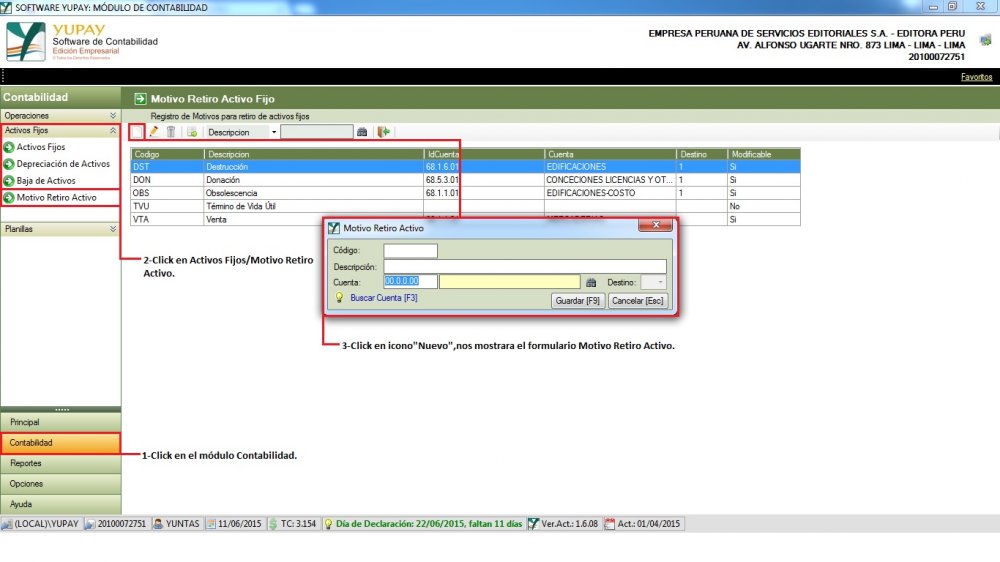 SOFTWARE YUPAY: MÓDULO DE CONTABILIDAD
YUPAY
Software de Contabilidad
Edición Empresarial
EMPRESA PERUANA DE SERVICIOS EDITORIALES S.A. - EDITORA PERU
AV. ALFONSO UGARTE NRO. 873 LIMA - LIMA - LIMA
20100072751
Favoritos
Contabilidad
Operaciones
Activos Fijos
Activos Fijos
Depreciación de Activos
Baja de Activos
Motivo Retiro Activo
Planillas
Motivo Retiro Activo Fijo
Registro de Motivos para retiro de activos fijos
Descripcion
Codigo Descripcion IdCuenta Cuenta Destino Modificable
DST Destrucción 68.1.6.01 EDIFICACIONES 1 Si
DON Donación 68.5.3.01 CONCECIONES LICENCIAS Y OT... 1 Si
OBS Obsolescencia 68.1.1.01 EDIFICACIONES-COSTO 1 Si
TVU Término de Vida Útil No
VTA Venta Si
Motivo Retiro Activo
Código:
Descripción:
Cuenta: 00.0.0.00 Destino:
Buscar Cuenta [F3] Guardar [F9] Cancelar [Esc]
2-Click en Activos Fijos/Motivo Retiro
Activo.
3-Click en icono"Nuevo",nos mostrara el formulario Motivo Retiro Activo.
Principal
Contabilidad
Reportes
Opciones
Ayuda
1-Click en el módulo Contabilidad.
(LOCAL)\YUPAY 20100072751 YUNTAS 11/06/2015 TC: 3.154 Día de Declaración: 22/06/2015, faltan 11 días Ver.Act.: 1.6.08 Act.: 01/04/2015